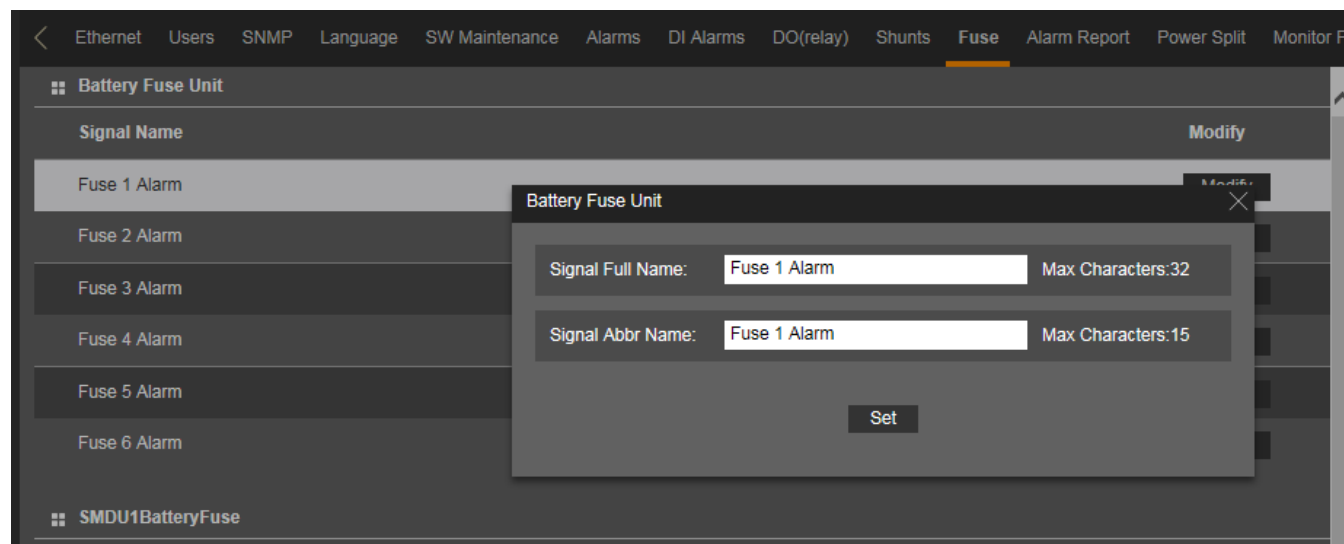 Ethernet Users SNMP Language SW Maintenance Alarms DI Alarms DO(relay) Shunts Fuse Alarm Report Power Split Monitor
Battery Fuse Unit
Signal Name Modify
Fuse 1 Alarm Modify
Battery Fuse Unit
Fuse 2 Alarm
Signal Full Name: Fuse 1 Alarm Max Characters:32
Fuse 3 Alarm
Signal Abbr Name: Fuse 1 Alarm Max Characters:15
Fuse 4 Alarm
Fuse 5 Alarm
Set
Fuse 6 Alarm
SMDU1BatteryFuse